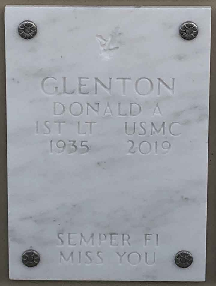 GLENTON
DONALD A
1ST LT USMC
1935 2019
SEMPER FI
MISS YOU